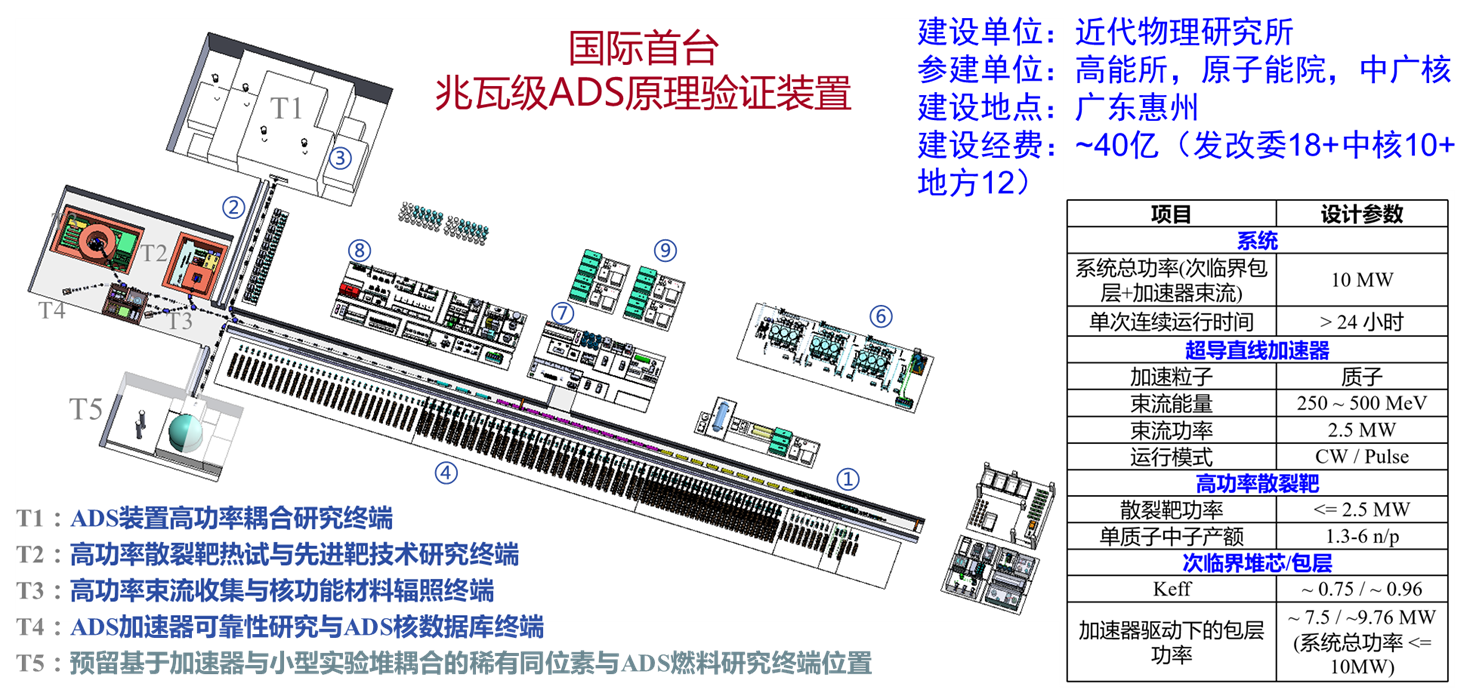 国际首台
兆瓦级ADS原理验证装置
建设单位：近代物理研究所
参建单位：高能所，原子能院，中广核
建设地点：广东惠州
建设经费：~40亿（发改委18+中核10+
地方12）
T1
③
②
T2
T4
T3
T5
⑧
⑨
⑦
⑥
④
①
项目 设计参数
系统
系统总功率(次临界包
层+加速器束流) 10 MW
单次连续运行时间 > 24 小时
超导直线加速器
加速粒子 质子
束流能量 250 ~ 500 MeV
束流功率 2.5 MW
运行模式 CW / Pulse
高功率散裂靶
散裂靶功率 <= 2.5 MW
单质子中子产额 1.3-6 n/p
次临界堆芯/包层
Keff ~ 0.75 / ~ 0.96
加速器驱动下的包层
功率
~ 7.5 / ~9.76 MW
(系统总功率 <=
10MW)
T1：ADS装置高功率耦合研究终端
T2：高功率散裂靶热试与先进靶技术研究终端
T3：高功率束流收集与核功能材料辐照终端
T4：ADS加速器可靠性研究与ADS核数据库终端
T5：预留基于加速器与小型实验堆耦合的稀有同位素与ADS燃料研究终端位置